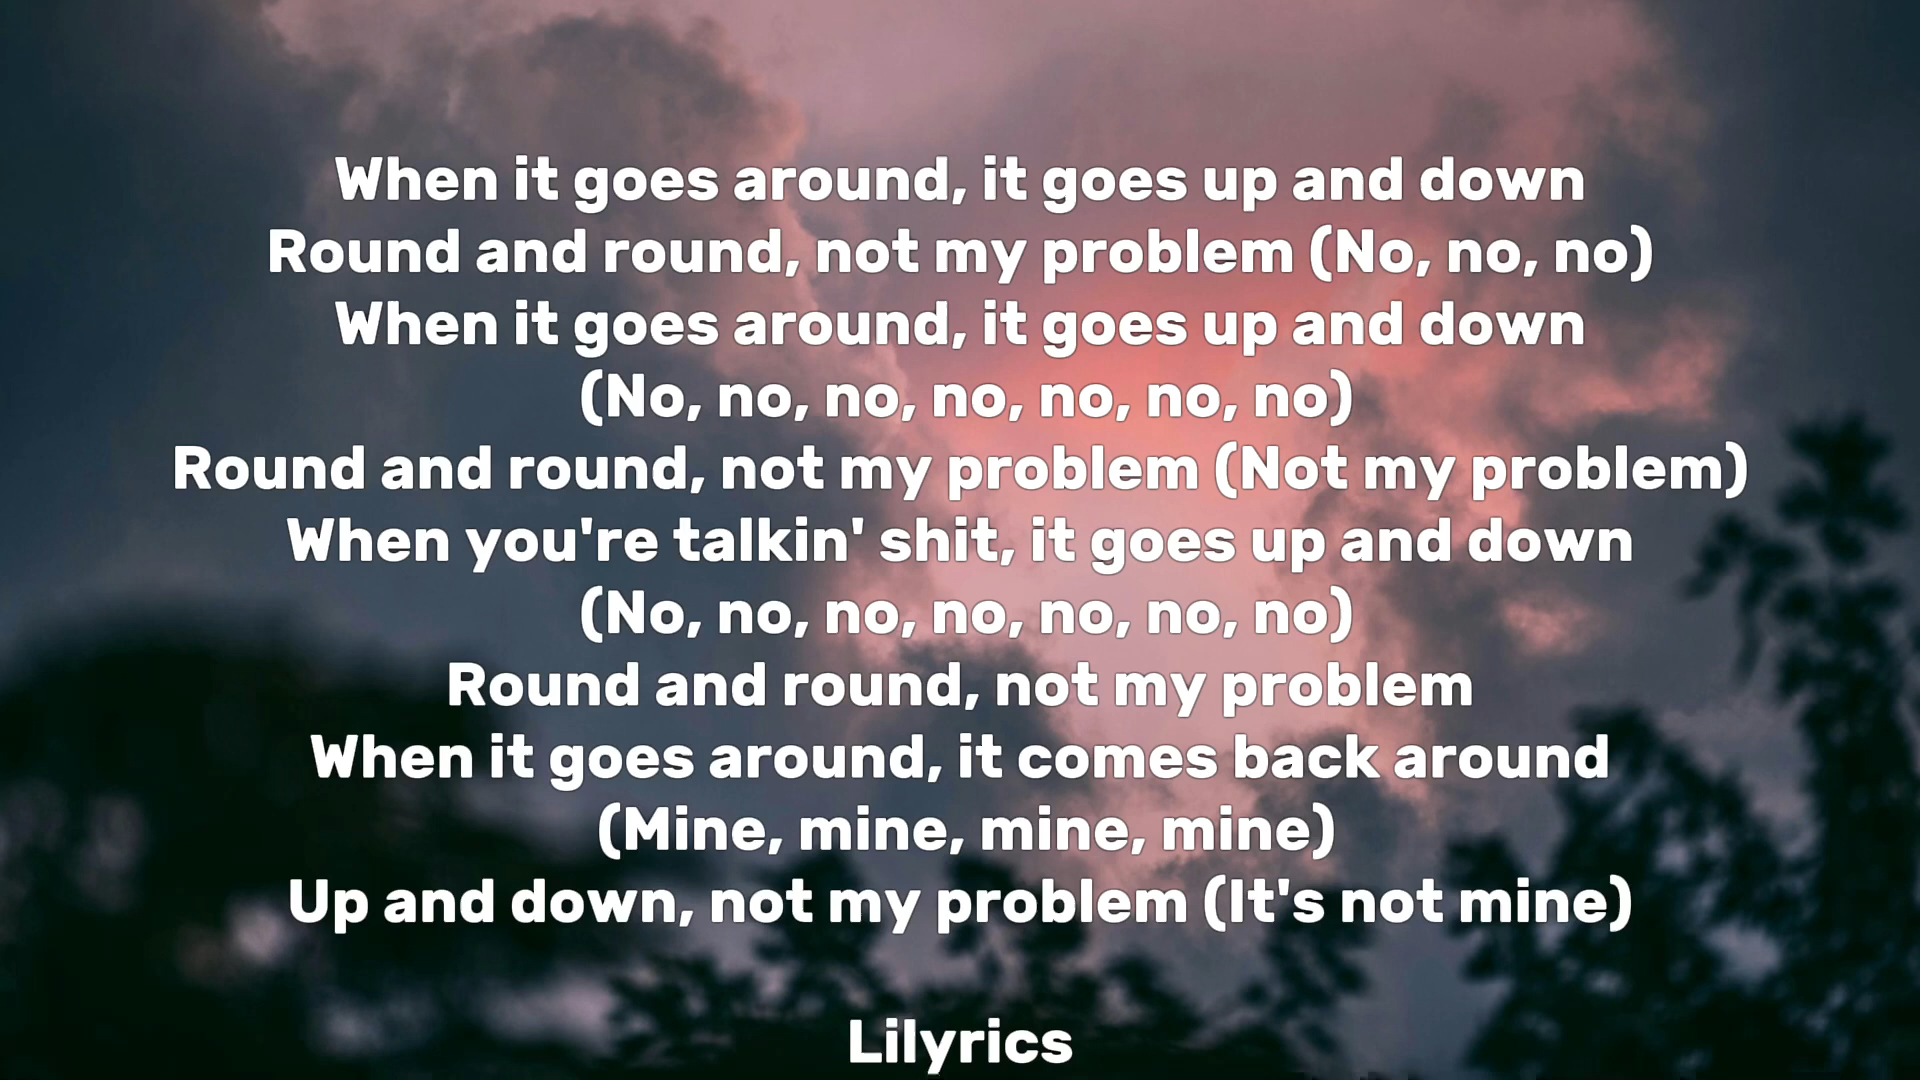 When it goes around, it goes up and down
Round and round, not my problem (No, no, no)
When it goes around, it goes up and down
(No, no, no, no, no, no, no)
Round and round, not my problem (Not my problem)
When you're talkin' shit, it goes up and down
(No, no, no, no, no, no, no)
Round and round, not my problem
When it goes around, it comes back around
(Mine, mine, mine, mine)
Up and down, not my problem (It's not mine)
Lilyrics